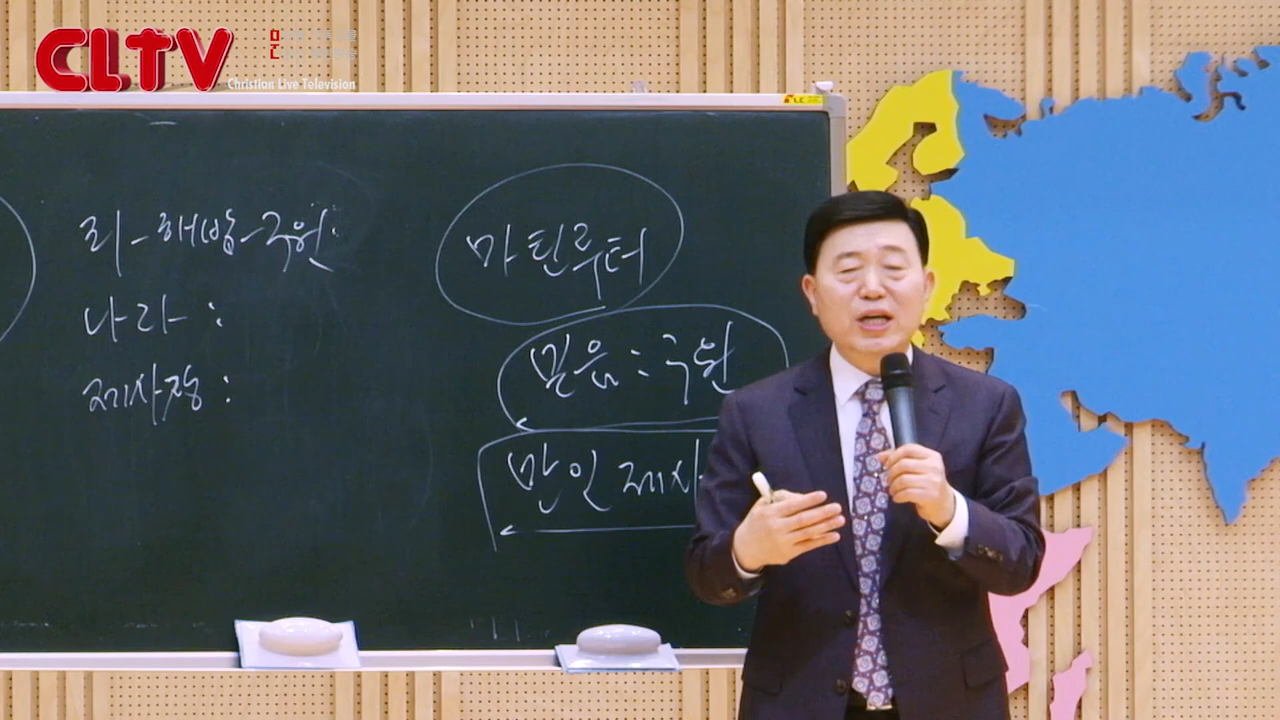 CLTV
Christian Live Television
죄-해방-구원.
나라 :
제사장 :
마틴루터
믿음 : 구원
만인 제사